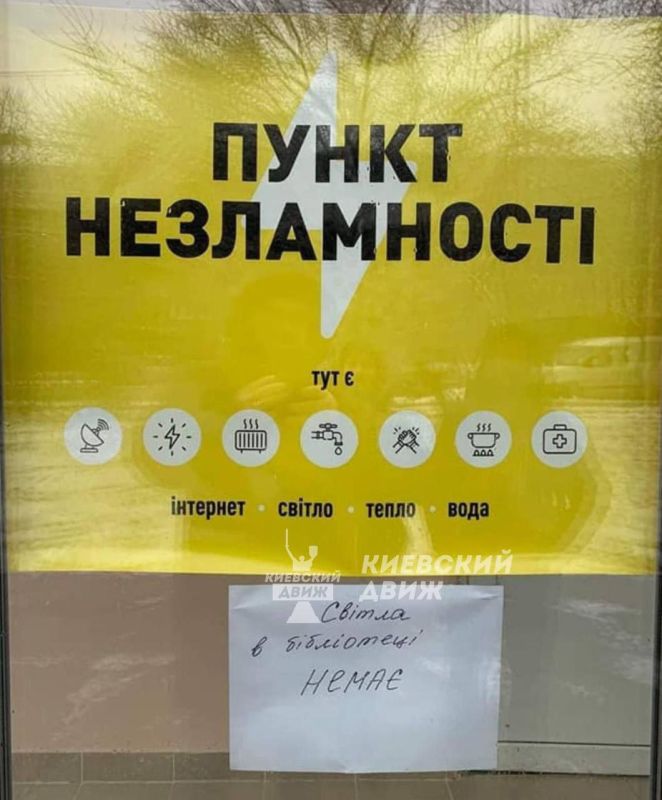 ПУНКТ
НЕЗЛАМНОСТІ
тут є
інтернет · світло · тепло · вода
КИЕВСКИЙ
ДВИЖ
КИЕВСКИЙ
ДВИЖ
Світла
в бібліотеці
НЕМАЄ